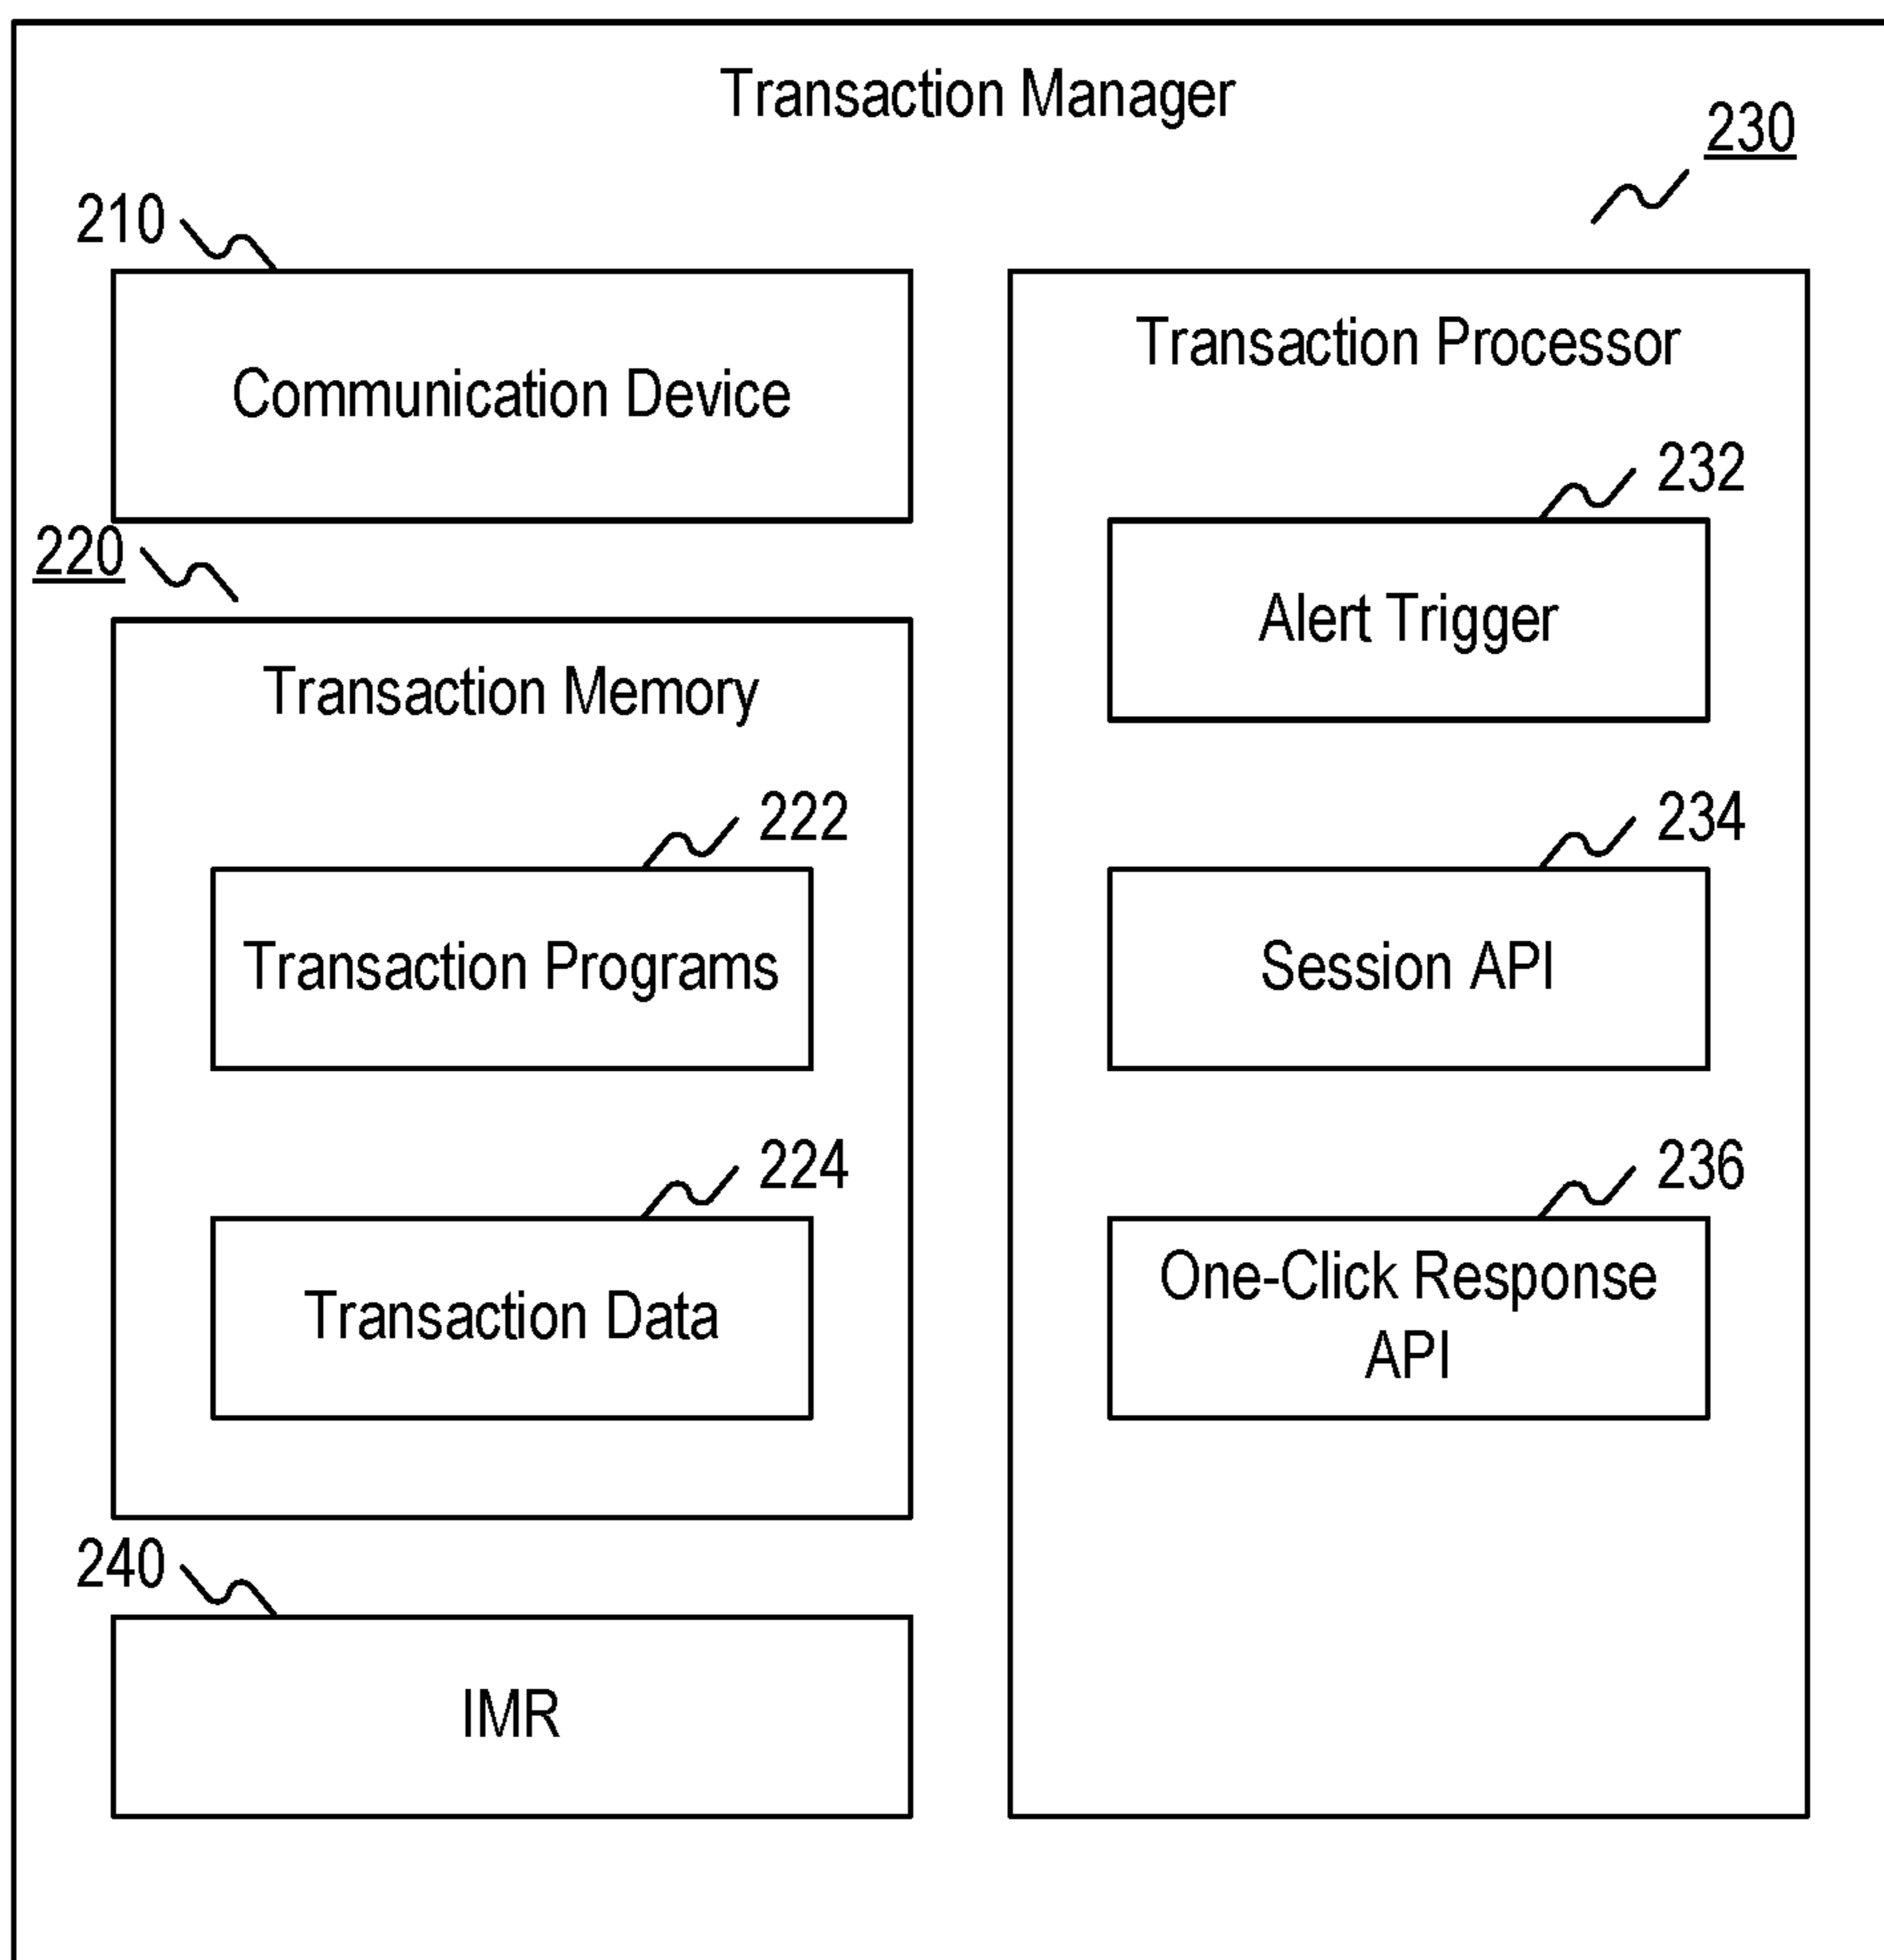 Transaction Manager
230
210
Communication Device
220
Transaction Memory
222
Transaction Programs
224
Transaction Data
240
IMR
Transaction Processor
232
Alert Trigger
234
Session API
236
One-Click Response
API